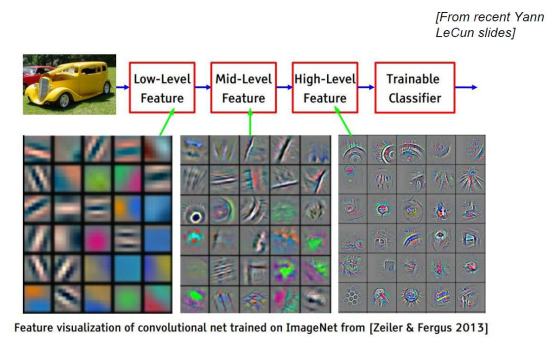 [From recent Yann
LeCun slides]
Low-Level
Feature
Mid-Level
Feature
High-Level
Feature
Trainable
Classifier
Feature visualization of convolutional net trained on ImageNet from [Zeiler & Fergus 2013]